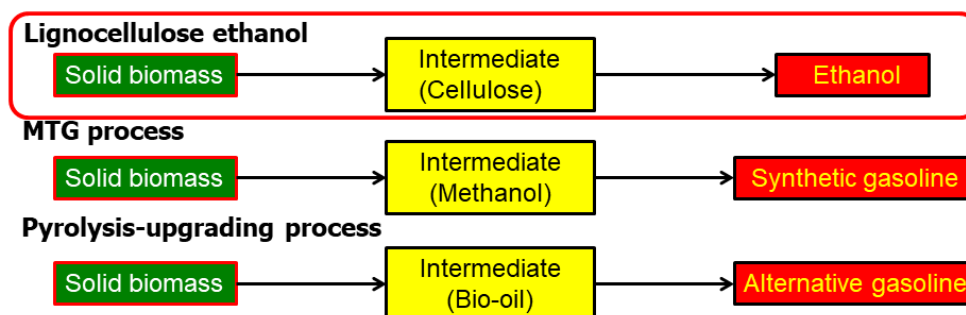 Lignocellulose ethanol
Solid biomass
Intermediate
(Cellulose)
Ethanol
MTG process
Solid biomass
Intermediate
(Methanol)
Synthetic gasoline
Pyrolysis-upgrading process
Solid biomass
Intermediate
(Bio-oil)
Alternative gasoline